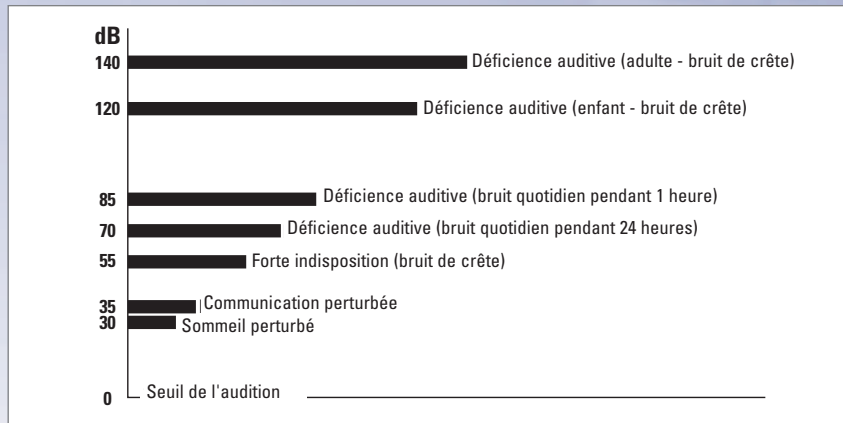 dB
140 Déficience auditive (adulte - bruit de crête)
120 Déficience auditive (enfant - bruit de crête)
85 Déficience auditive (bruit quotidien pendant 1 heure)
70 Déficience auditive (bruit quotidien pendant 24 heures)
55 Forte indisposition (bruit de crête)
35 Communication perturbée
30 Sommeil perturbé
0 Seuil de l'audition